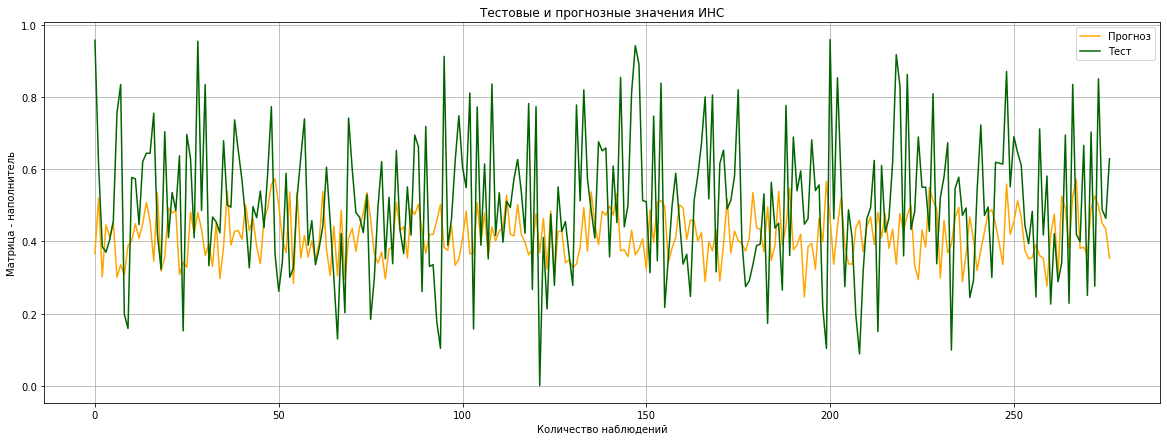 Тестовые и прогнозные значения ИНС
Прогноз
Тест
Матрица - наполнитель
1.0
0.8
0.6
0.4
0.2
0.0
0
50
100
150
200
250
Количество наблюдений